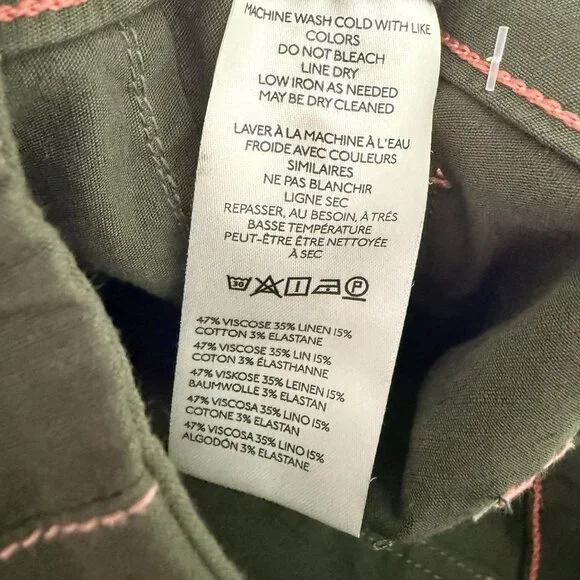 MACHINE WASH COLD WITH LIKE
COLORS
DO NOT BLEACH
LINE DRY
LOW IRON AS NEEDED
MAY BE DRY CLEANED
LAVER À LA MACHINE À L'EAU
FROIDE AVEC COULEURS
SIMILAIRES
NE PAS BLANCHIR
LIGNE SEC
REPASSER, AU BESOIN, À TRÉS
BASSE TEMPÉRATURE
PEUT-ÊTRE ÊTRE NETTOYÉE
À SEC
30 P
47% VISCOSE 35% LINEN 15%
COTTON 3% ELASTANE
47% VISCOSE 35% LIN 15%
COTON 3% ÉLASTHANNE
47% VISKOSE 35% LEINEN 15%
BAUMWOLLE 3% ELASTAN
47% VISCOSA 35% LINO 15%
COTONE 3% ELASTAN
47% VISCOSA 35% LINO 15%
ALGODÓN 3% ELASTANE